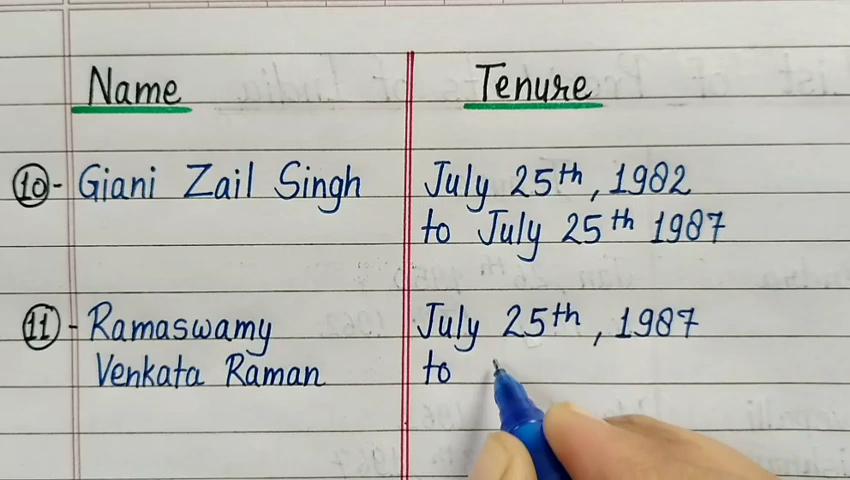 Name Tenure
10- Giani Zail Singh July 25th, 1982
to July 25th 1987
11- Ramaswamy July 25th, 1987
Venkata Raman to